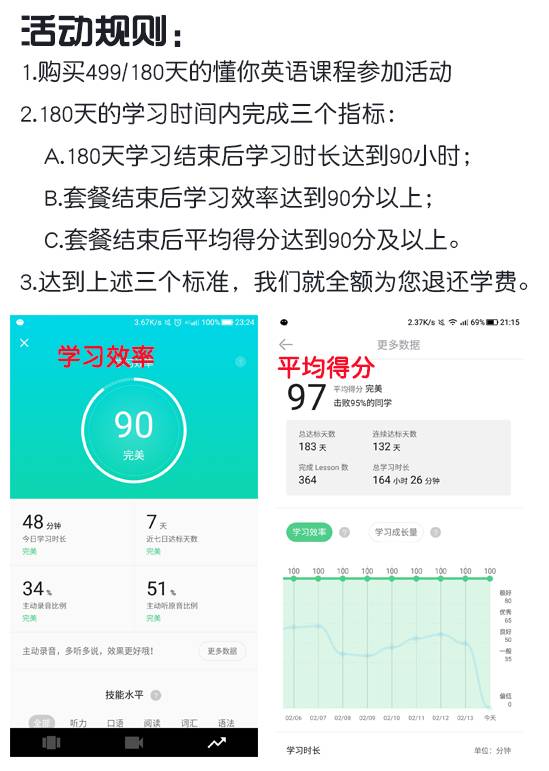 活动规则：
1.购买499/180天的懂你英语课程参加活动
2.180天的学习时间内完成三个指标：
A.180天学习结束后学习时长达到90小时；
B.套餐结束后学习效率达到90分以上；
C.套餐结束后平均得分达到90分及以上。
3.达到上述三个标准，我们就全额为您退还学费。
3.67K/s 100% 23:24
学习效率
90
完美
48 分钟
今日学习时长
完美
7 天
近七日达标天数
完美
34 %
主动录音比例
完美
51 %
主动听原音比例
完美
主动录音，多听多说，效果更好哦！
更多数据
技能水平 ?
全部 听力 口语 阅读 词汇 语法
2.37K/s 69% 21:15
更多数据
平均得分
97
平均得分 完美
击败95%的同学
总达标天数
183 天
连续达标天数
132 天
完成 Lesson 数
364
总学习时长
164 小时 26 分钟
学习效率 ? 学习成长量 ?
100 100 100 100 100 100 100 100 100
极好
80
优秀
65
良好
50
一般
35
偏低
0
02/06 02/07 02/08 02/09 02/10 02/11 02/12 02/13 今天
学习时长 单位：分钟